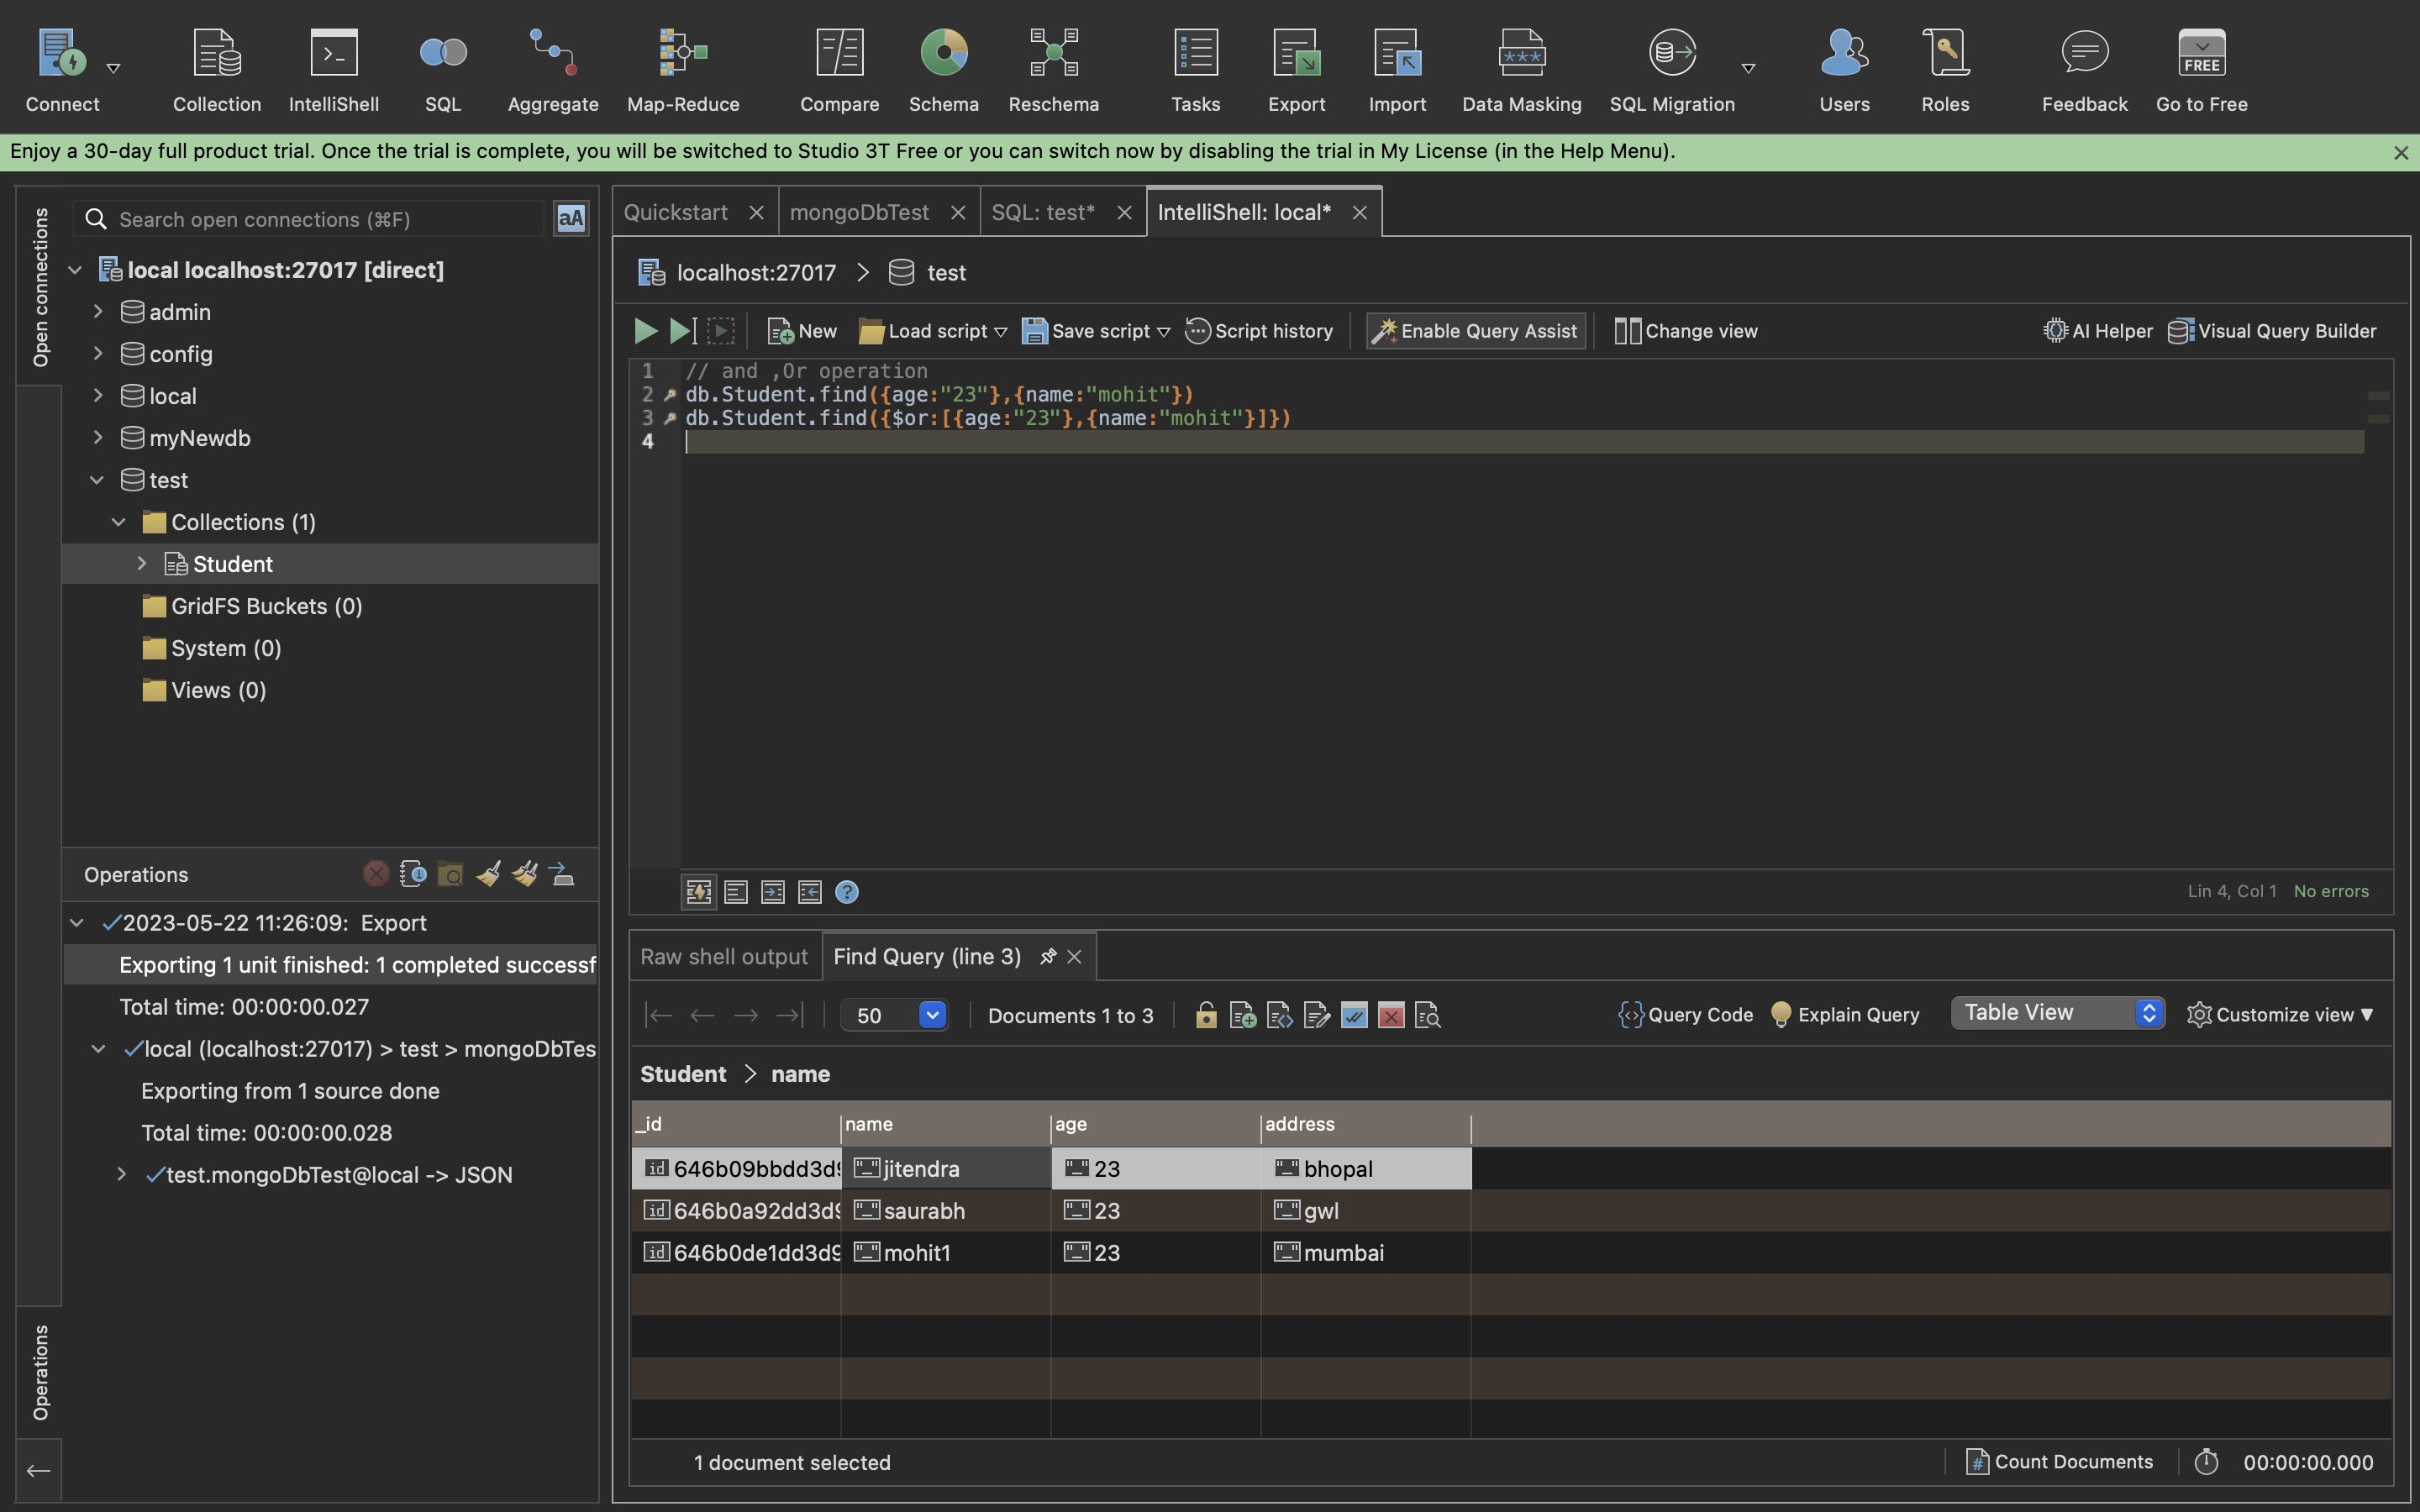 Connect
Collection
IntelliShell
SQL
Aggregate
Map-Reduce
Compare
Schema
Reschema
Tasks
Export
Import
Data Masking
SQL Migration
Users
Roles
Feedback
FREE
Go to Free
Enjoy a 30-day full product trial. Once the trial is complete, you will be switched to Studio 3T Free or you can switch now by disabling the trial in My License (in the Help Menu).
Open connections
Search open connections (⌘F)
aA
local localhost:27017 [direct]
admin
config
local
myNewdb
test
Collections (1)
Student
GridFS Buckets (0)
System (0)
Views (0)
Operations
Operations
2023-05-22 11:26:09: Export
Exporting 1 unit finished: 1 completed successf
Total time: 00:00:00.027
local (localhost:27017) > test > mongoDbTes
Exporting from 1 source done
Total time: 00:00:00.028
test.mongoDbTest@local -> JSON
Quickstart
mongoDbTest
SQL: test*
IntelliShell: local*
localhost:27017 > test
New
Load script
Save script
Script history
Enable Query Assist
Change view
AI Helper
Visual Query Builder
1 // and ,Or operation
2 db.Student.find({age:"23"},{name:"mohit"})
3 db.Student.find({$or:[{age:"23"},{name:"mohit"}]})
4
Lin 4, Col 1 No errors
Raw shell output
Find Query (line 3)
50
Documents 1 to 3
Query Code
Explain Query
Table View
Customize view
Student > name
_id name age address
id 646b09bbdd3d9 "_" jitendra "_" 23 "_" bhopal
id 646b0a92dd3d9 "_" saurabh "_" 23 "_" gwl
id 646b0de1dd3d9 "_" mohit1 "_" 23 "_" mumbai
1 document selected
# Count Documents
00:00:00.000